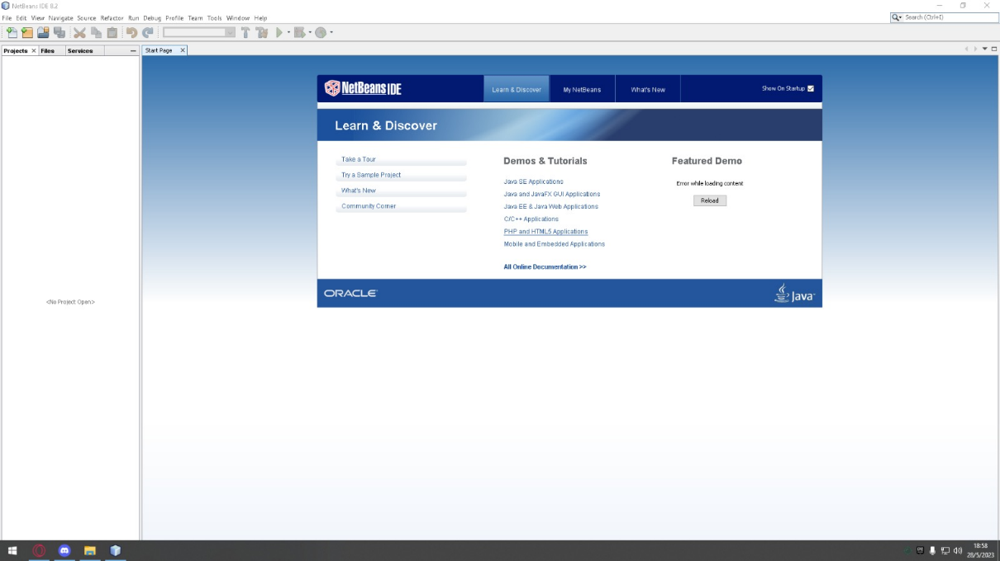 NetBeans IDE 8.2
File Edit View Navigate Source Refactor Run Debug Profile Team Tools Window Help
Search (Ctrl+I)
Projects Files Services
Start Page
NetBeans IDE
Learn & Discover My NetBeans What's New Show On Startup
Learn & Discover
Take a Tour
Try a Sample Project
What's New
Community Corner
Demos & Tutorials
Java SE Applications
Java and JavaFX GUI Applications
Java EE & Java Web Applications
C/C++ Applications
PHP and HTML5 Applications
Mobile and Embedded Applications
All Online Documentation >>
Featured Demo
Error while loading content
Reload
ORACLE
Java
<No Project Open>
18:58
28/5/2023